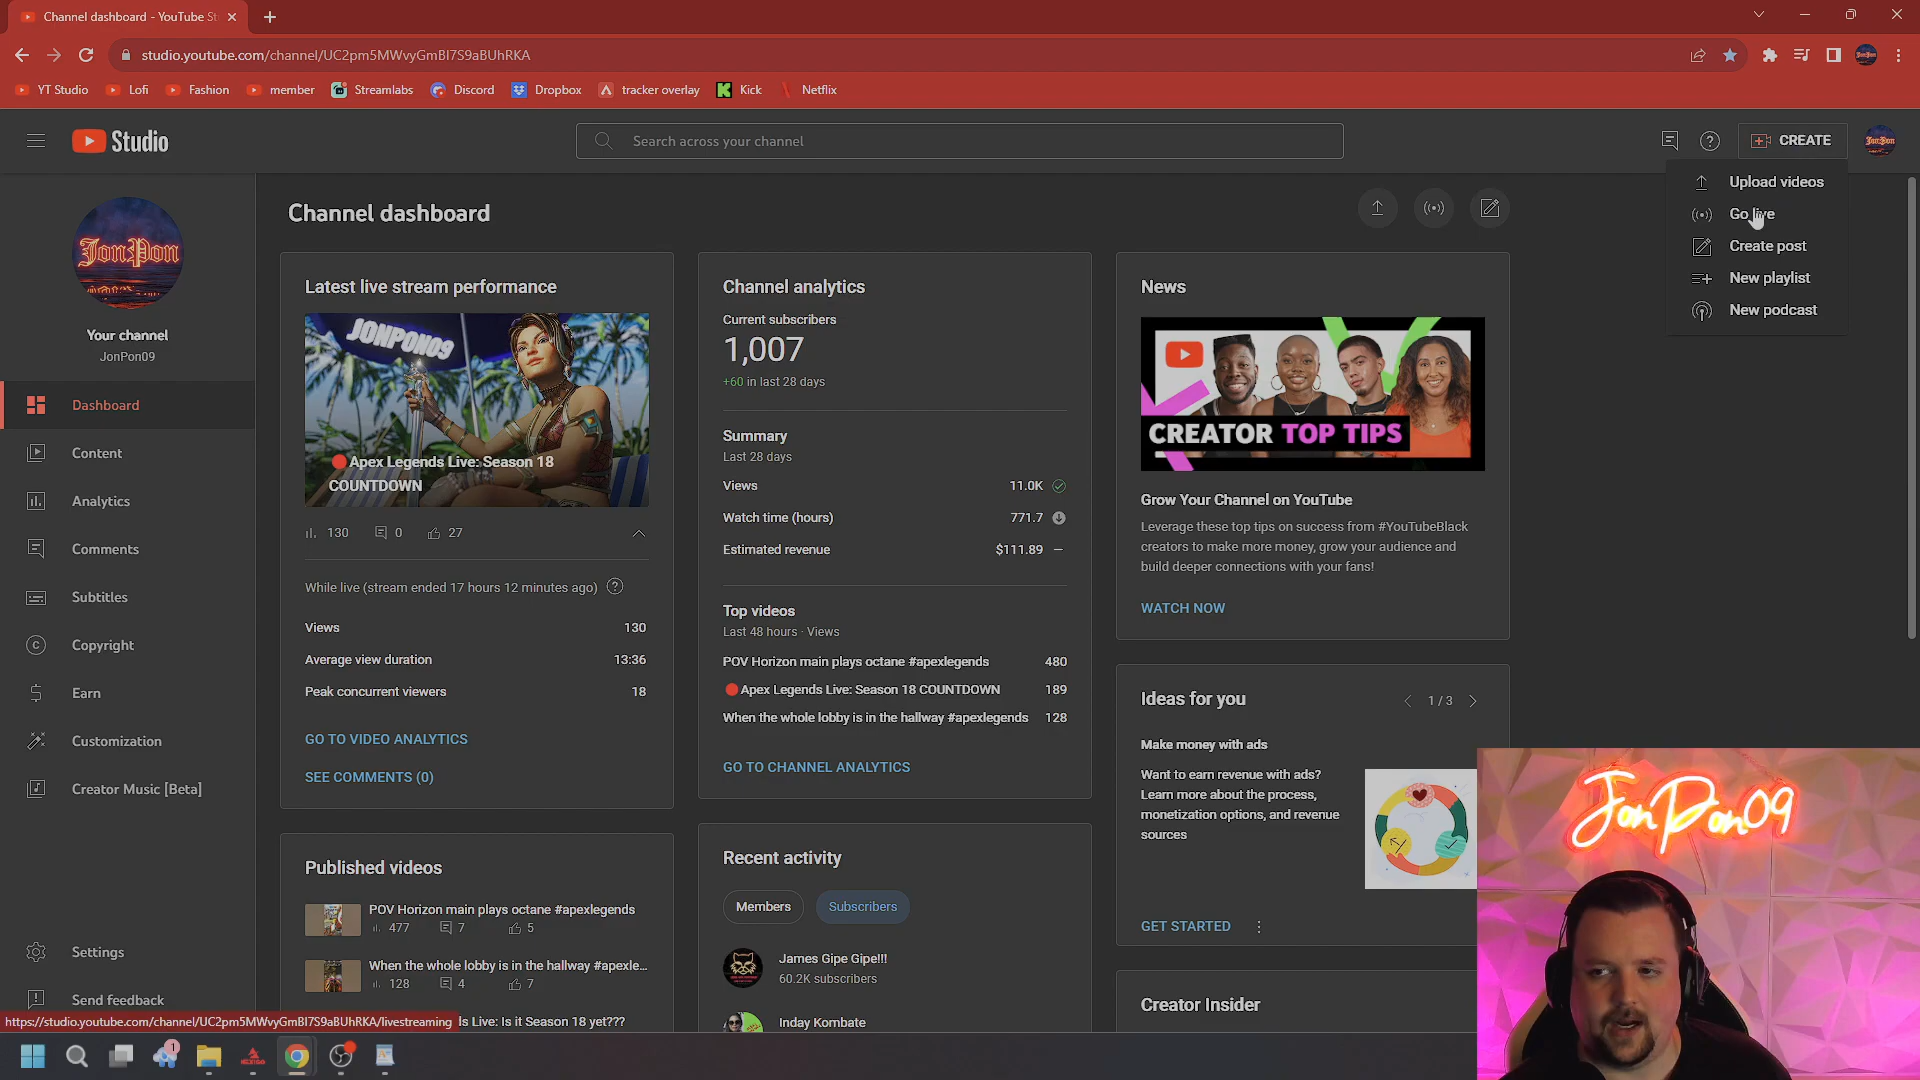 Channel dashboard - YouTube St
studio.youtube.com/channel/UC2pm5MWvyGmBI7S9aBUhRKA
YT Studio
Lofi
Fashion
member
Streamlabs
Discord
Dropbox
tracker overlay
Kick
Netflix
Studio
Search across your channel
CREATE
Upload videos
Go live
Create post
New playlist
New podcast
JonPon
Your channel
JonPon09
Dashboard
Content
Analytics
Comments
Subtitles
Copyright
Earn
Customization
Creator Music [Beta]
Settings
Send feedback
Channel dashboard
Latest live stream performance
JONPON09
Apex Legends Live: Season 18
COUNTDOWN
130 0 27
While live (stream ended 17 hours 12 minutes ago)
Views 130
Average view duration 13:36
Peak concurrent viewers 18
GO TO VIDEO ANALYTICS
SEE COMMENTS (0)
Published videos
POV Horizon main plays octane #apexlegends
477 7 5
When the whole lobby is in the hallway #apexle...
128 4 7
s Live: Is it Season 18 yet???
Channel analytics
Current subscribers
1,007
+60 in last 28 days
Summary
Last 28 days
Views 11.0K
Watch time (hours) 771.7
Estimated revenue $111.89 —
Top videos
Last 48 hours · Views
POV Horizon main plays octane #apexlegends 480
Apex Legends Live: Season 18 COUNTDOWN 189
When the whole lobby is in the hallway #apexlegends 128
GO TO CHANNEL ANALYTICS
Recent activity
Members
Subscribers
James Gipe Gipe!!!
60.2K subscribers
Inday Kombate
News
CREATOR TOP TIPS
Grow Your Channel on YouTube
Leverage these top tips on success from #YouTubeBlack
creators to make more money, grow your audience and
build deeper connections with your fans!
WATCH NOW
Ideas for you
1 / 3
Make money with ads
Want to earn revenue with ads?
Learn more about the process,
monetization options, and revenue
sources
GET STARTED
Creator Insider
JonPon09
https://studio.youtube.com/channel/UC2pm5MWvyGmBI7S9aBUhRKA/livestreaming
1